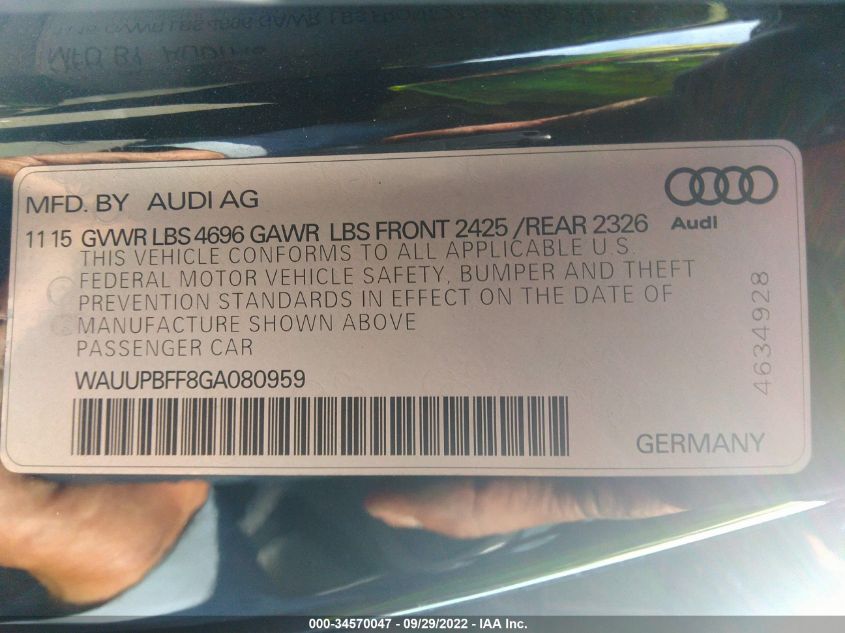 MFD. BY AUDI AG
Audi
11 15 GVWR LBS 4696 GAWR LBS FRONT 2425 /REAR 2326
THIS VEHICLE CONFORMS TO ALL APPLICABLE U.S.
FEDERAL MOTOR VEHICLE SAFETY, BUMPER AND THEFT
PREVENTION STANDARDS IN EFFECT ON THE DATE OF
MANUFACTURE SHOWN ABOVE
PASSENGER CAR
WAUUPBFF8GA080959
4634928
GERMANY
000-34570047 - 09/29/2022 - IAA Inc.